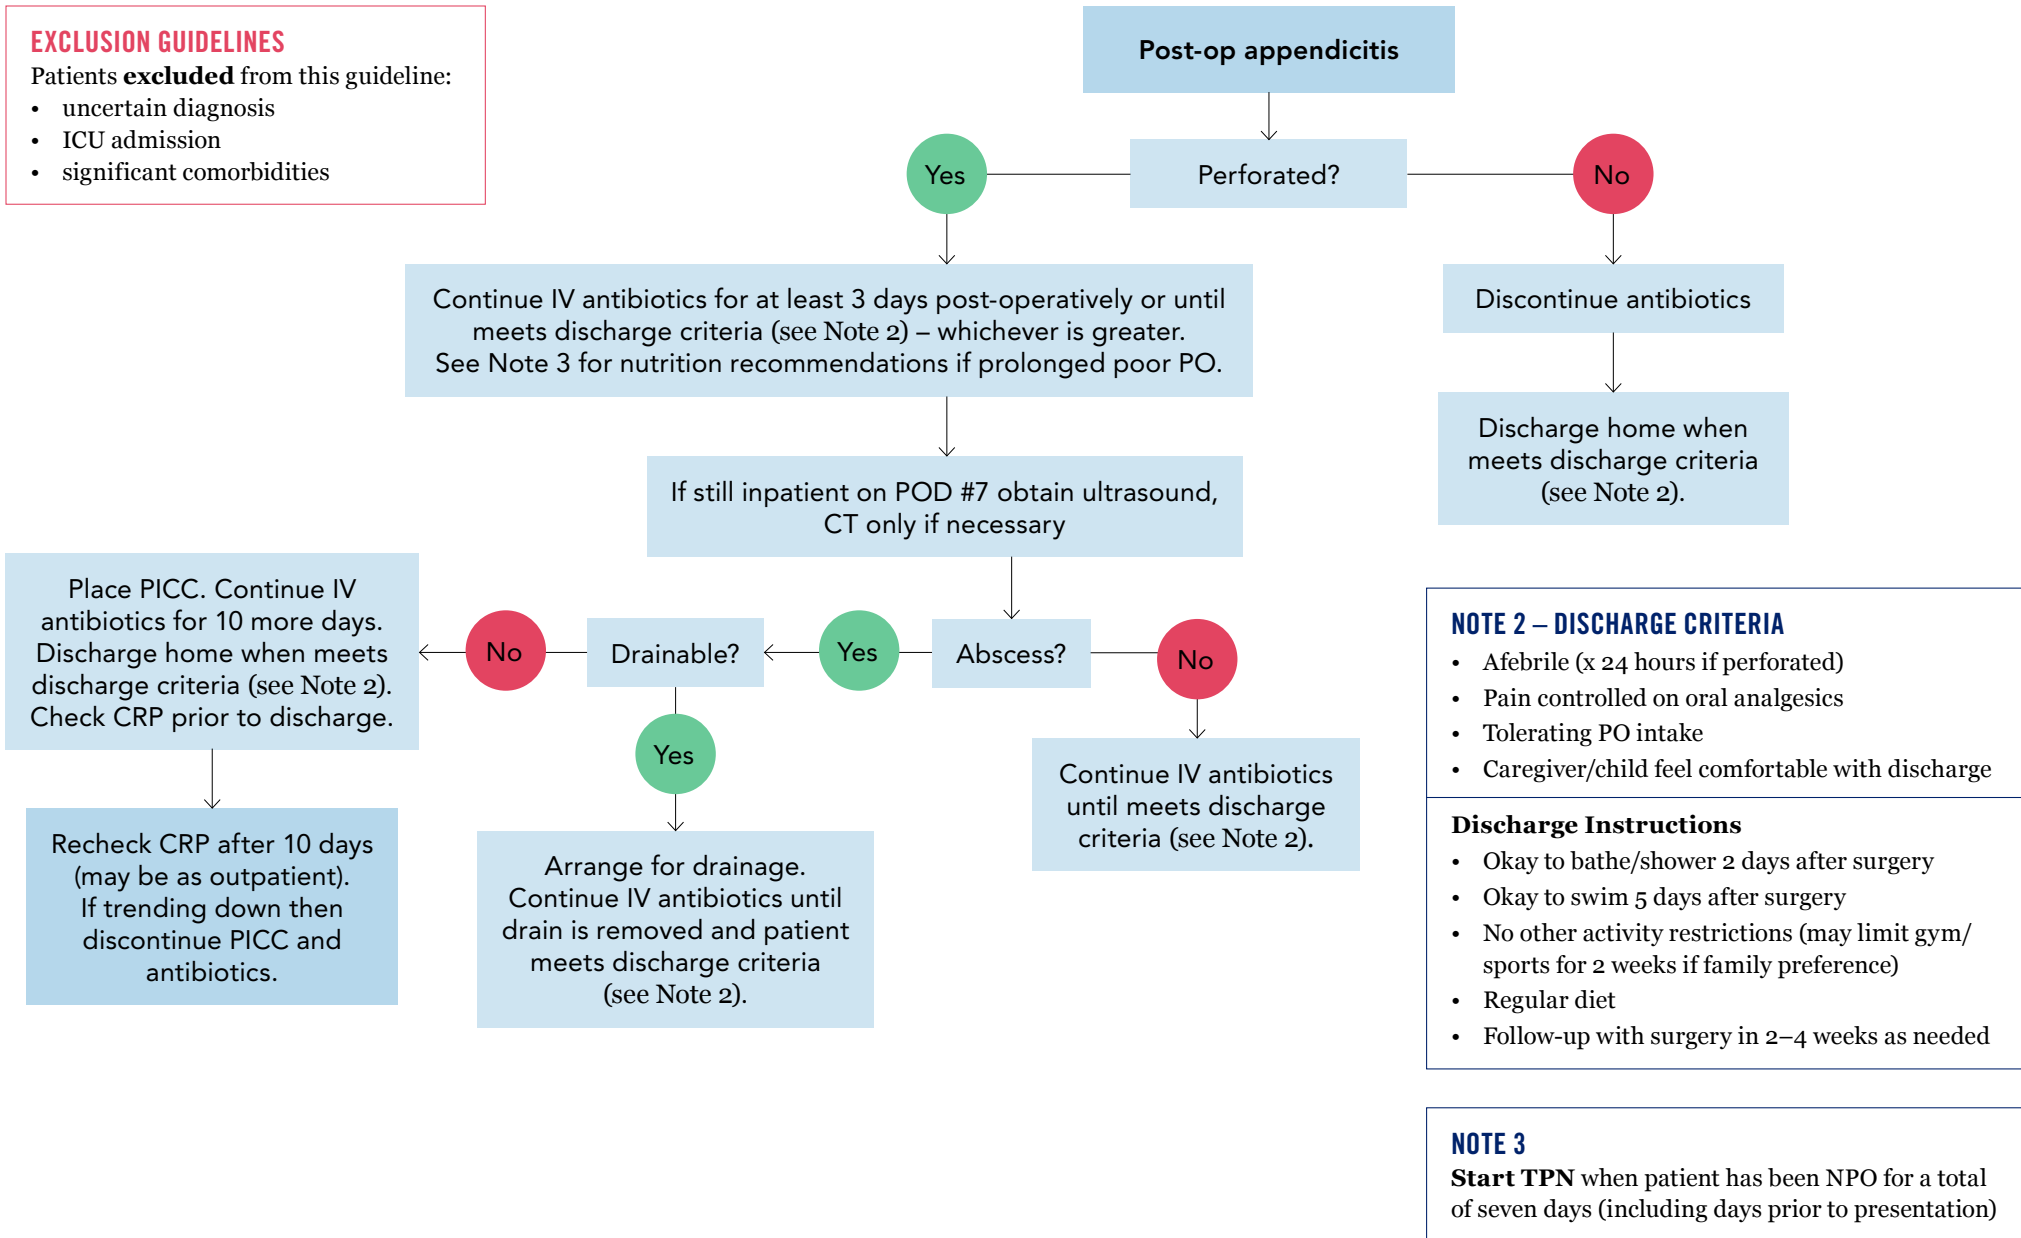 EXCLUSION GUIDELINES
Patients excluded from this guideline:
• uncertain diagnosis
• ICU admission
• significant comorbidities
Post-op appendicitis
Perforated?
Yes
No
Continue IV antibiotics for at least 3 days post-operatively or until
meets discharge criteria (see Note 2) – whichever is greater.
See Note 3 for nutrition recommendations if prolonged poor PO.
Discontinue antibiotics
Discharge home when
meets discharge criteria
(see Note 2).
If still inpatient on POD #7 obtain ultrasound,
CT only if necessary
Abscess?
Yes
No
Drainable?
No
Yes
Place PICC. Continue IV
antibiotics for 10 more days.
Discharge home when meets
discharge criteria (see Note 2).
Check CRP prior to discharge.
Recheck CRP after 10 days
(may be as outpatient).
If trending down then
discontinue PICC and
antibiotics.
Arrange for drainage.
Continue IV antibiotics until
drain is removed and patient
meets discharge criteria
(see Note 2).
Continue IV antibiotics
until meets discharge
criteria (see Note 2).
NOTE 2 – DISCHARGE CRITERIA
• Afebrile (x 24 hours if perforated)
• Pain controlled on oral analgesics
• Tolerating PO intake
• Caregiver/child feel comfortable with discharge
Discharge Instructions
• Okay to bathe/shower 2 days after surgery
• Okay to swim 5 days after surgery
• No other activity restrictions (may limit gym/
sports for 2 weeks if family preference)
• Regular diet
• Follow-up with surgery in 2–4 weeks as needed
NOTE 3
Start TPN when patient has been NPO for a total
of seven days (including days prior to presentation)